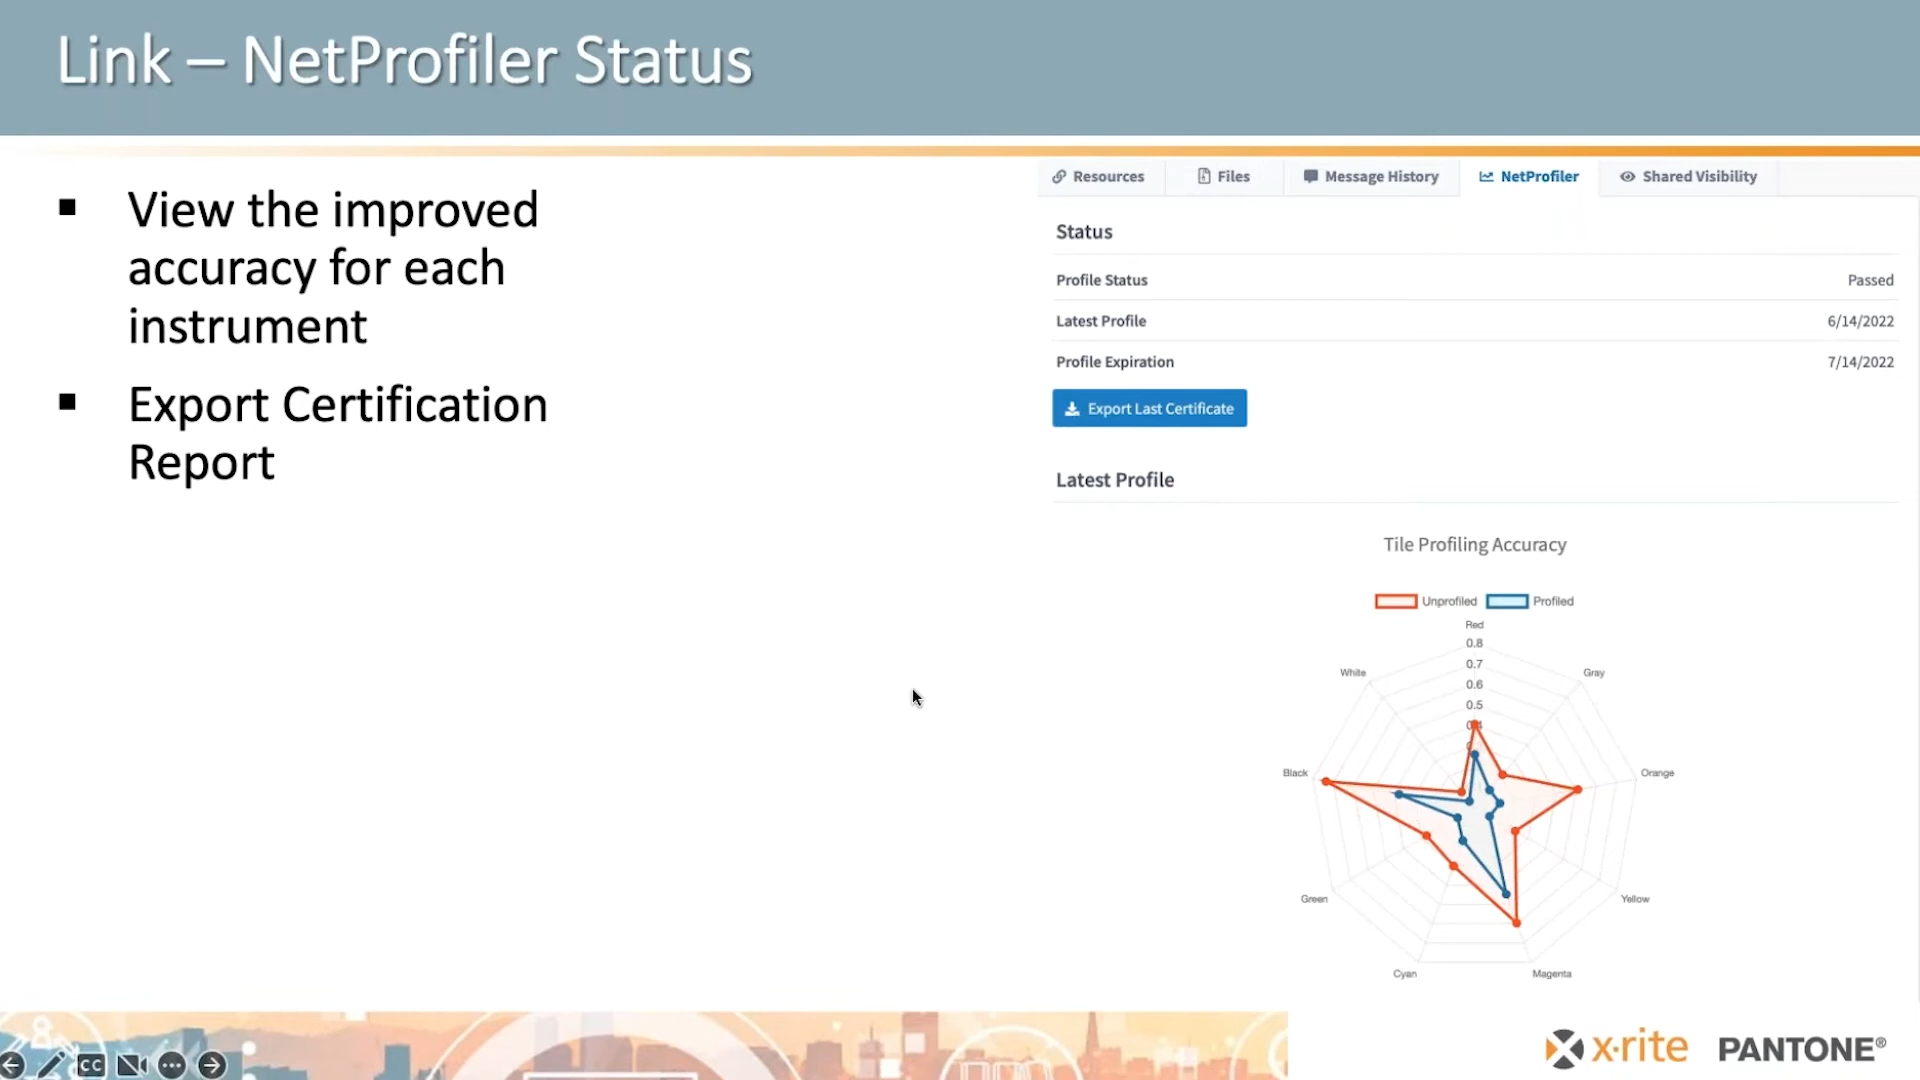 Link – NetProfiler Status
▪ View the improved
accuracy for each
instrument
▪ Export Certification
Report
Resources Files Message History NetProfiler Shared Visibility
Status
Profile Status Passed
Latest Profile 6/14/2022
Profile Expiration 7/14/2022
Export Last Certificate
Latest Profile
Tile Profiling Accuracy
Unprofiled Profiled
Red
0.8
0.7
0.6
0.5
White Gray
Black Orange
Green Yellow
Cyan Magenta
CC
x·rite PANTONE®